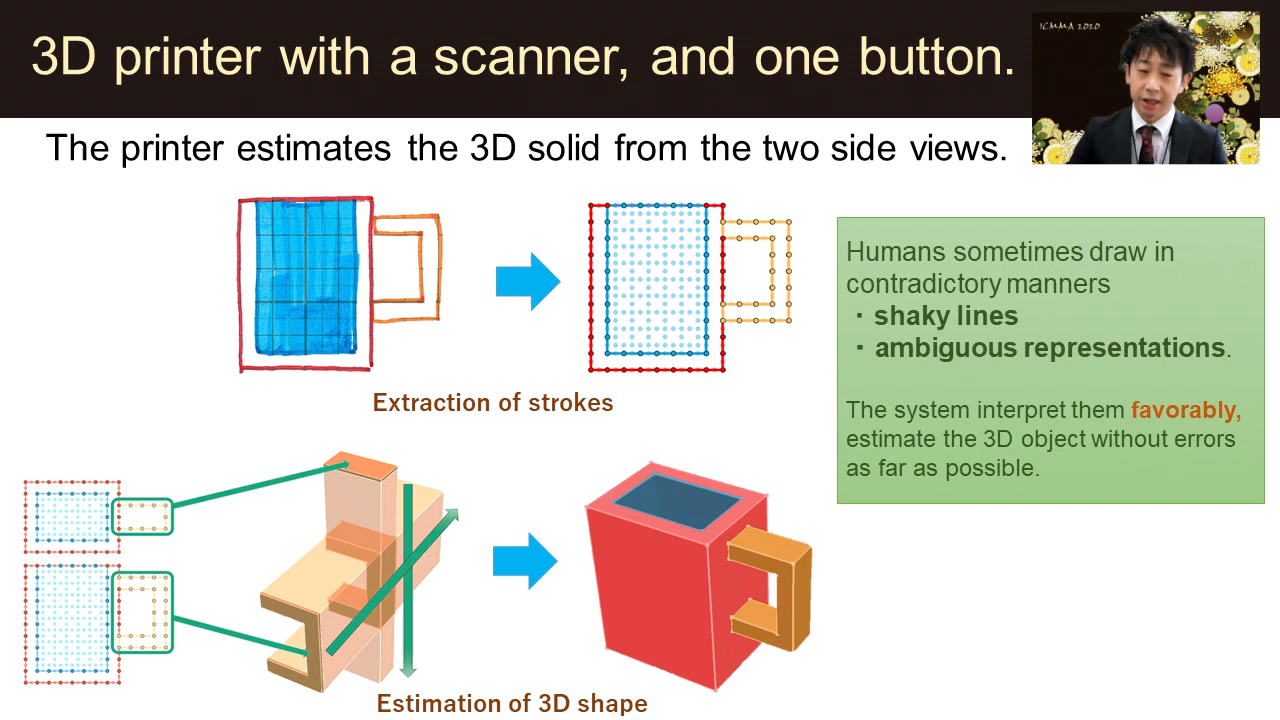 3D printer with a scanner, and one button.
ICMMA 2020
The printer estimates the 3D solid from the two side views.
Humans sometimes draw in
contradictory manners
・shaky lines
・ambiguous representations.
The system interpret them favorably,
estimate the 3D object without errors
as far as possible.
Extraction of strokes
Estimation of 3D shape